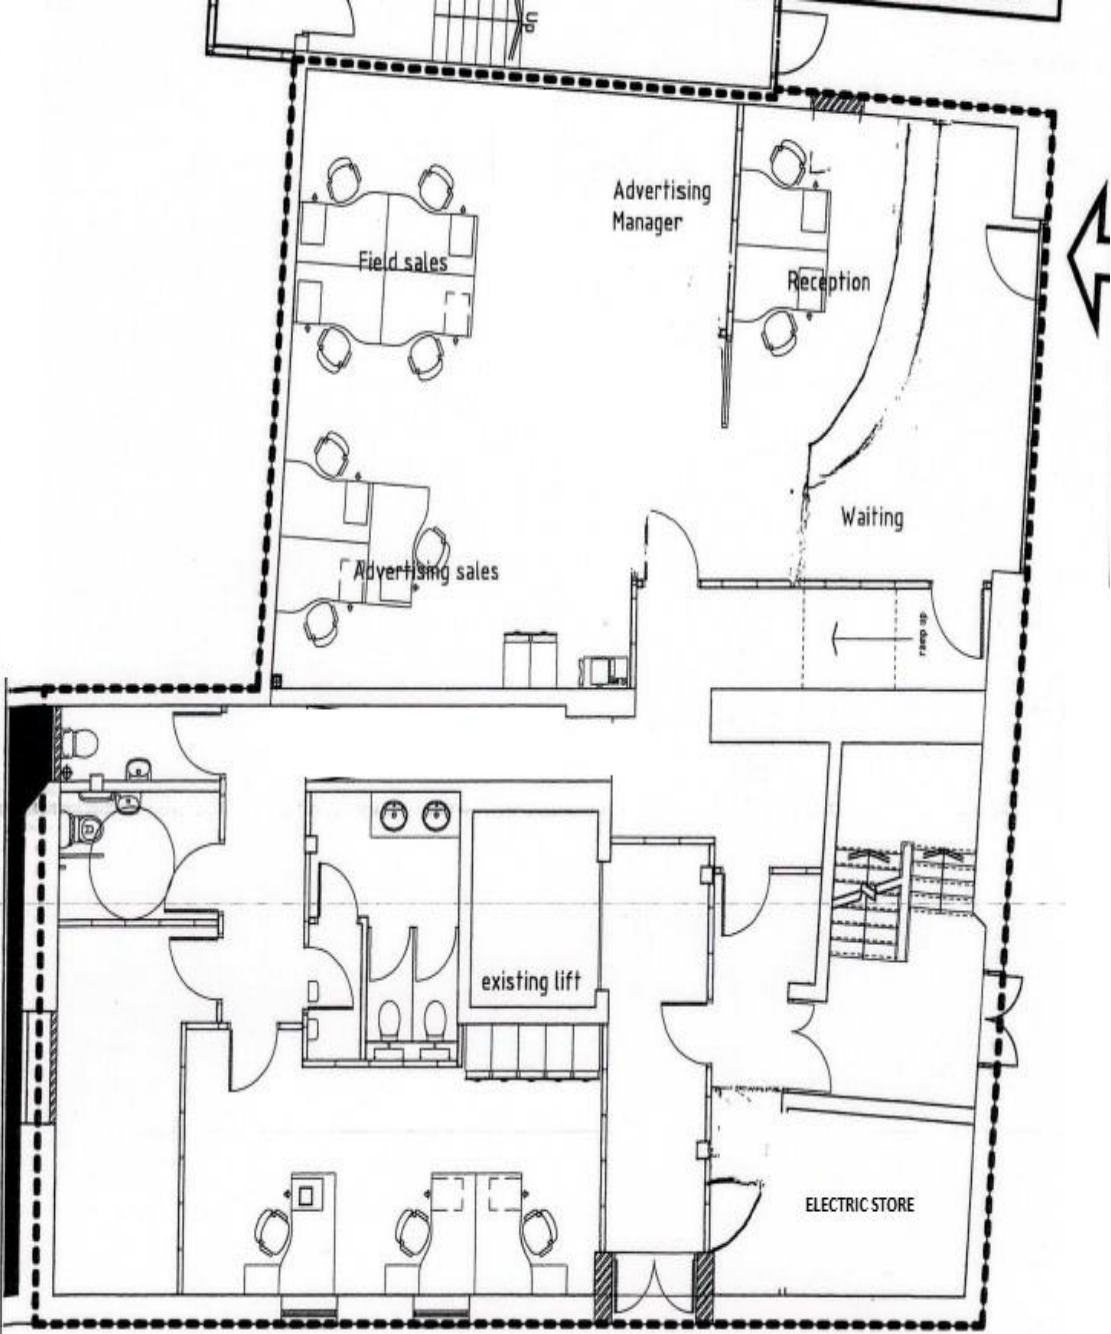 UP
Advertising
Manager
Field sales
Reception
Waiting
Advertising sales
ramp up
existing lift
ELECTRIC STORE